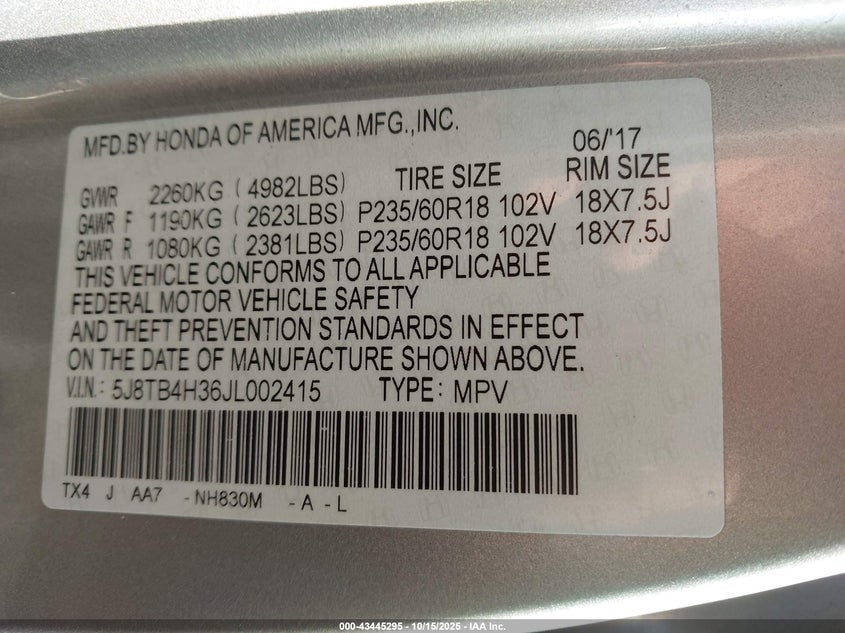 MFD.BY HONDA OF AMERICA MFG.,INC. 06/'17
TIRE SIZE RIM SIZE
GVWR 2260KG ( 4982LBS)
GAWR F 1190KG ( 2623LBS) P235/60R18 102V 18X7.5J
GAWR R 1080KG ( 2381LBS) P235/60R18 102V 18X7.5J
THIS VEHICLE CONFORMS TO ALL APPLICABLE
FEDERAL MOTOR VEHICLE SAFETY
AND THEFT PREVENTION STANDARDS IN EFFECT
ON THE DATE OF MANUFACTURE SHOWN ABOVE.
V.I.N.: 5J8TB4H36JL002415 TYPE: MPV
TX4 J AA7 -NH830M -A -L
000-43445295 - 10/15/2025 - IAA Inc.